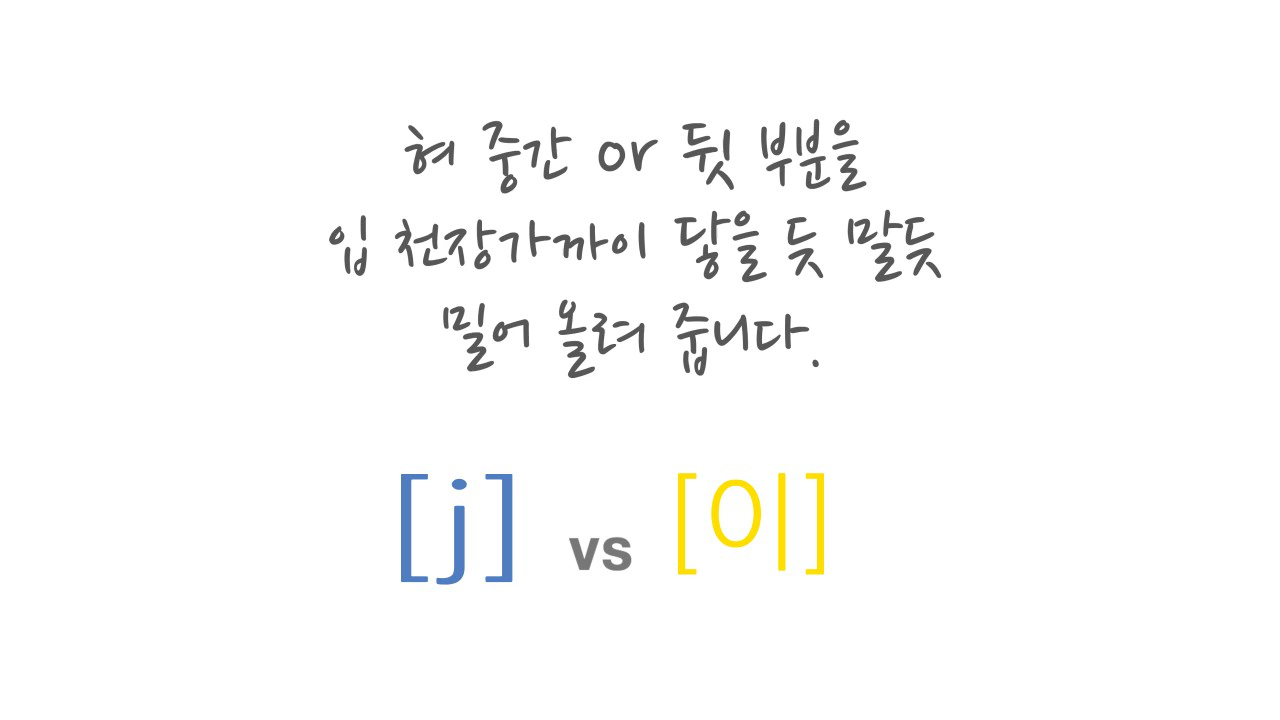 혀 중간 or 뒷 부분을
입 천장가까이 닿을 듯 말듯
밀어 올려 줍니다.
[j] vs [이]